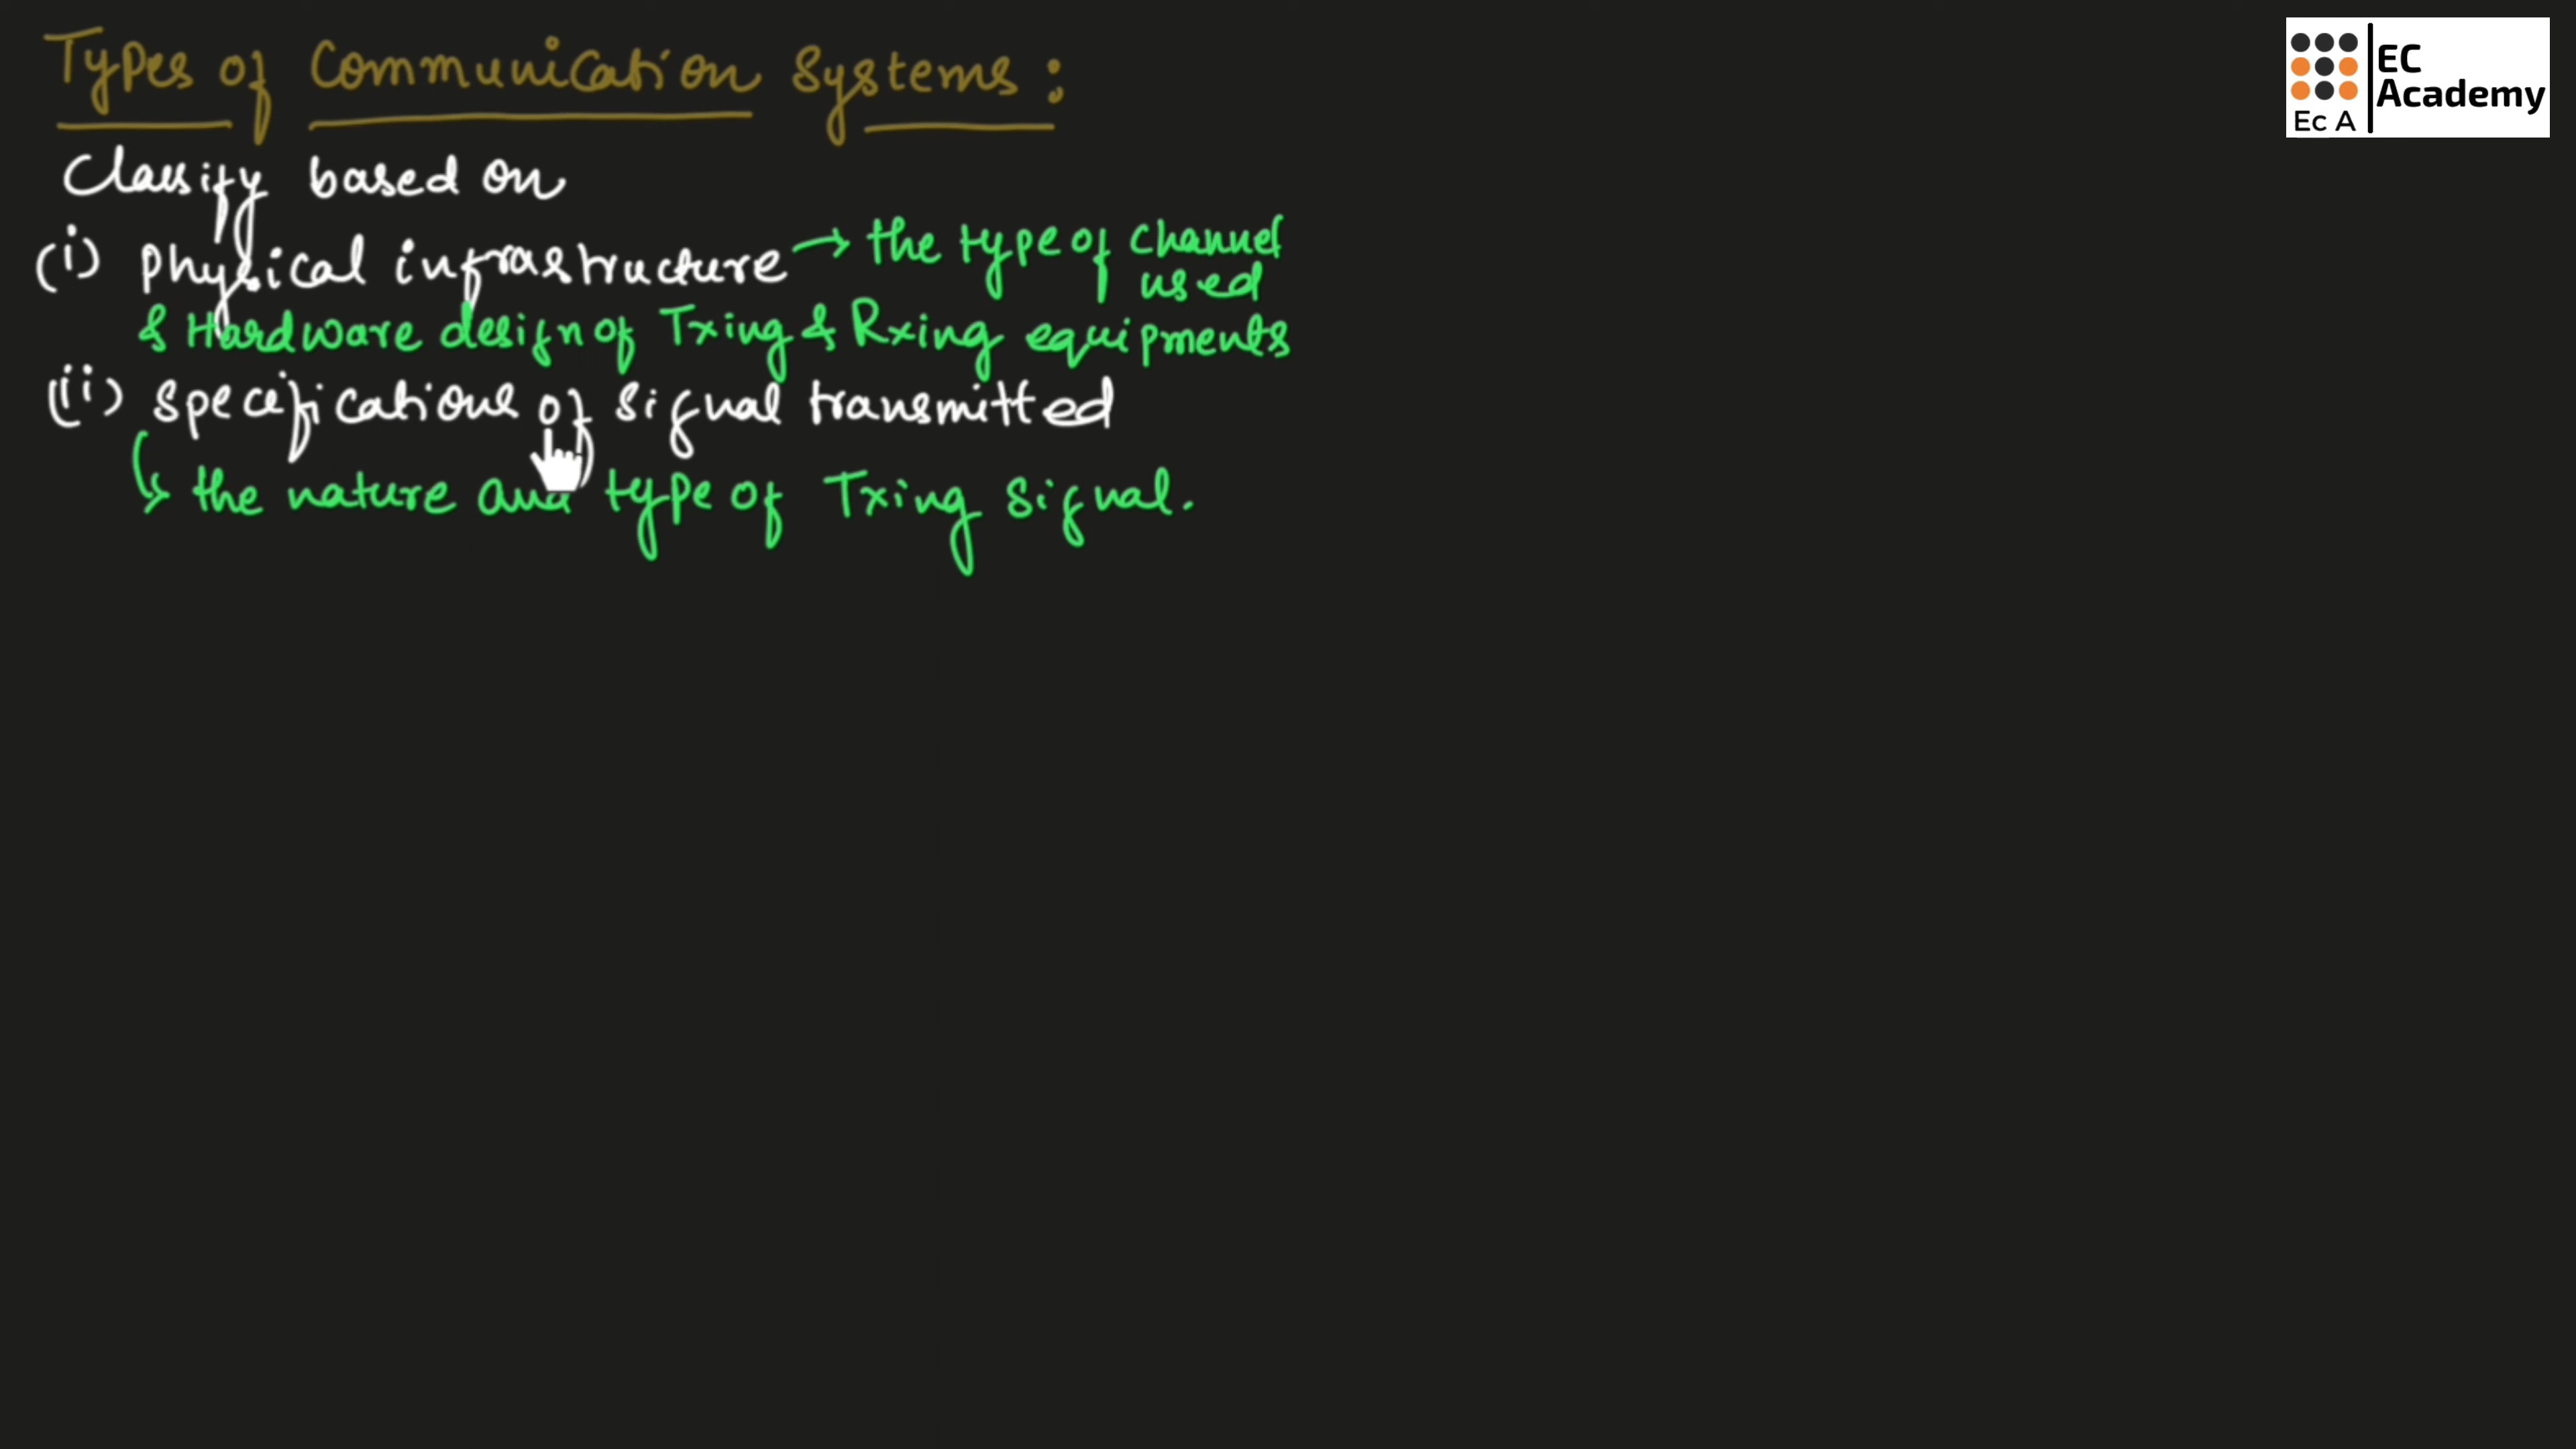 Types of Communication Systems :
EC
Academy
Ec A
Classify based on
(i) physical infrastructure → the type of channel
used
& Hardware design of Txing & Rxing equipments
(ii) specifications of signal transmitted
↳ the nature and type of Txing signal.